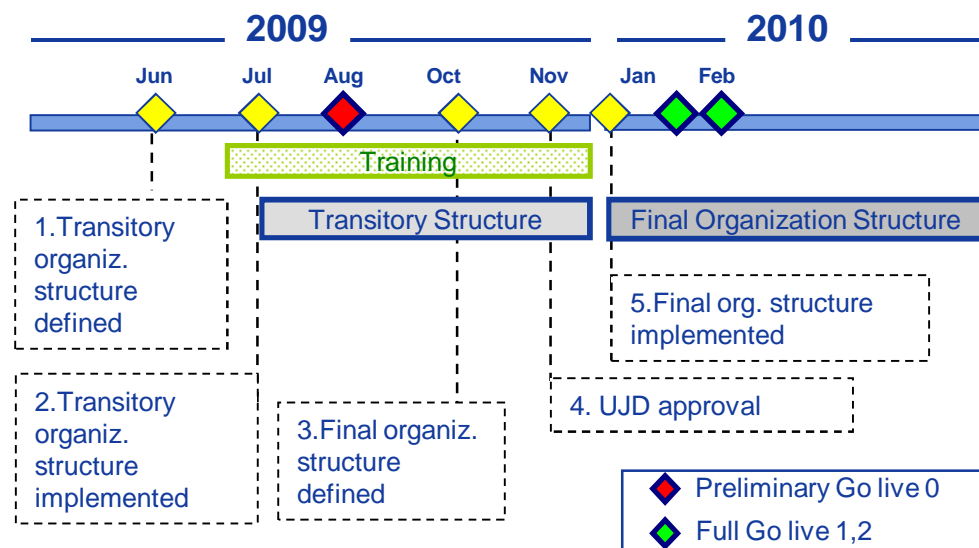 2009
2010
Jun
Jul
Aug
Oct
Nov
Jan
Feb
Training
Transitory Structure
Final Organization Structure
1.Transitory
organiz.
structure
defined
5.Final org. structure
implemented
2.Transitory
organiz.
structure
implemented
3.Final organiz.
structure
defined
4. UJD approval
Preliminary Go live 0
Full Go live 1,2